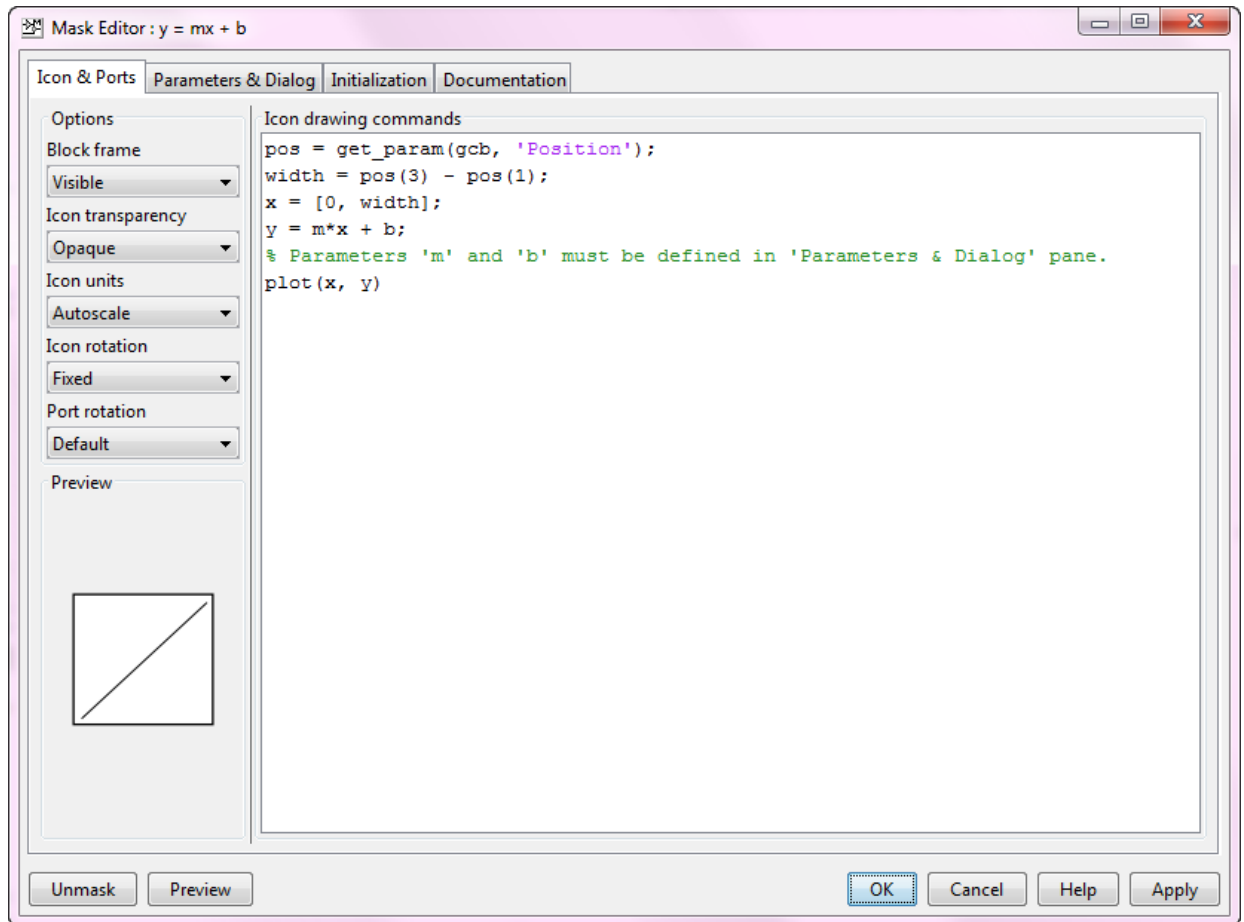 Mask Editor : y = mx + b
X
Icon & Ports
Parameters & Dialog
Initialization
Documentation
Options
Block frame
Visible
Icon transparency
Opaque
Icon units
Autoscale
Icon rotation
Fixed
Port rotation
Default
Preview
Icon drawing commands
pos = get_param(gcb, 'Position');
width = pos(3) - pos(1);
x = [0, width];
y = m*x + b;
% Parameters 'm' and 'b' must be defined in 'Parameters & Dialog' pane.
plot(x, y)
Unmask
Preview
OK
Cancel
Help
Apply